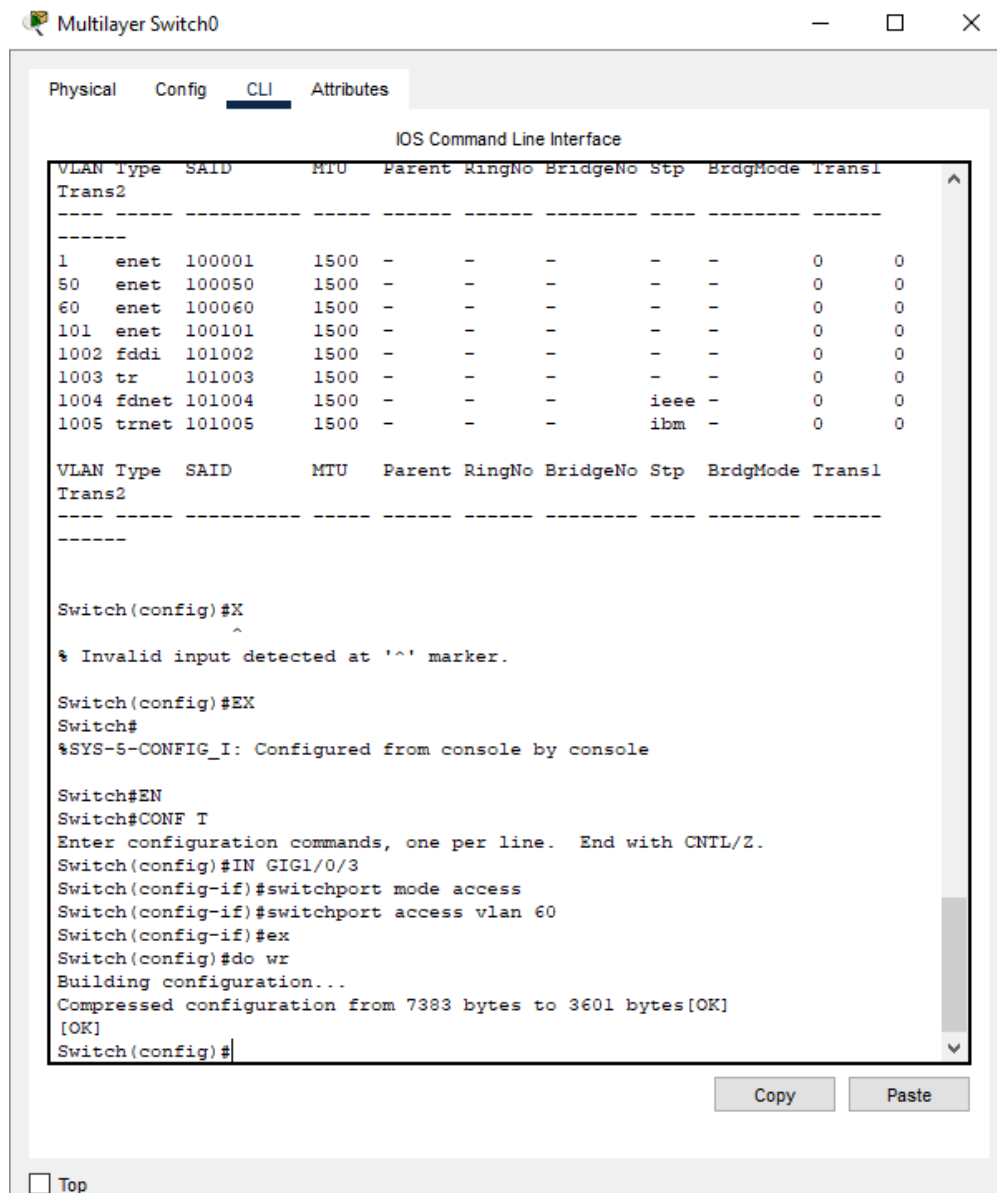 Multilayer Switch0
Physical Config CLI Attributes
IOS Command Line Interface
VLAN Type SAID MTU Parent RingNo BridgeNo Stp BrdgMode Trans1
Trans2
---- ----- ---------- ----- ------ ------ -------- ---- -------- ------
------
1 enet 100001 1500 - - - - - 0 0
50 enet 100050 1500 - - - - - 0 0
60 enet 100060 1500 - - - - - 0 0
101 enet 100101 1500 - - - - - 0 0
1002 fddi 101002 1500 - - - - - 0 0
1003 tr 101003 1500 - - - - - 0 0
1004 fdnet 101004 1500 - - - ieee - 0 0
1005 trnet 101005 1500 - - - ibm - 0 0
VLAN Type SAID MTU Parent RingNo BridgeNo Stp BrdgMode Trans1
Trans2
---- ----- ---------- ----- ------ ------ -------- ---- -------- ------
------
Switch(config)#X
^
% Invalid input detected at '^' marker.
Switch(config)#EX
Switch#
%SYS-5-CONFIG_I: Configured from console by console
Switch#EN
Switch#CONF T
Enter configuration commands, one per line. End with CNTL/Z.
Switch(config)#IN GIG1/0/3
Switch(config-if)#switchport mode access
Switch(config-if)#switchport access vlan 60
Switch(config-if)#ex
Switch(config)#do wr
Building configuration...
Compressed configuration from 7383 bytes to 3601 bytes[OK]
[OK]
Switch(config)#
Copy Paste
Top